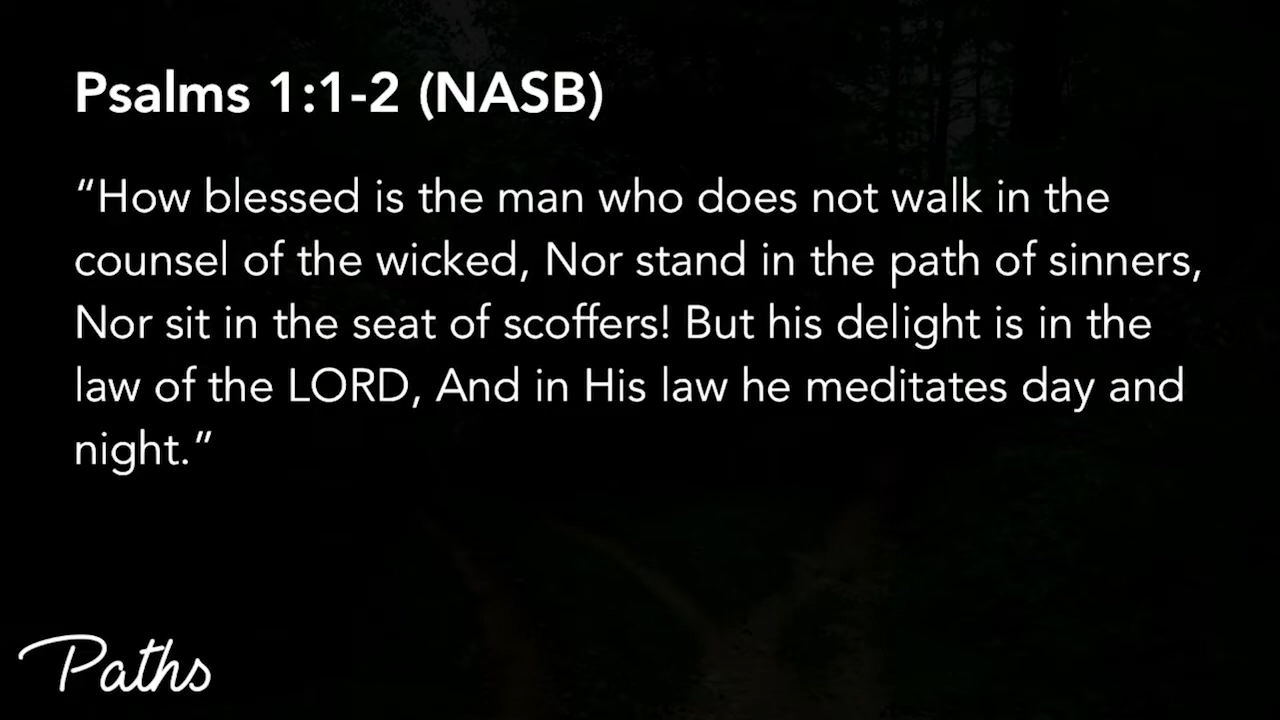 Psalms 1:1-2 (NASB)
“How blessed is the man who does not walk in the
counsel of the wicked, Nor stand in the path of sinners,
Nor sit in the seat of scoffers! But his delight is in the
law of the LORD, And in His law he meditates day and
night.”
Paths